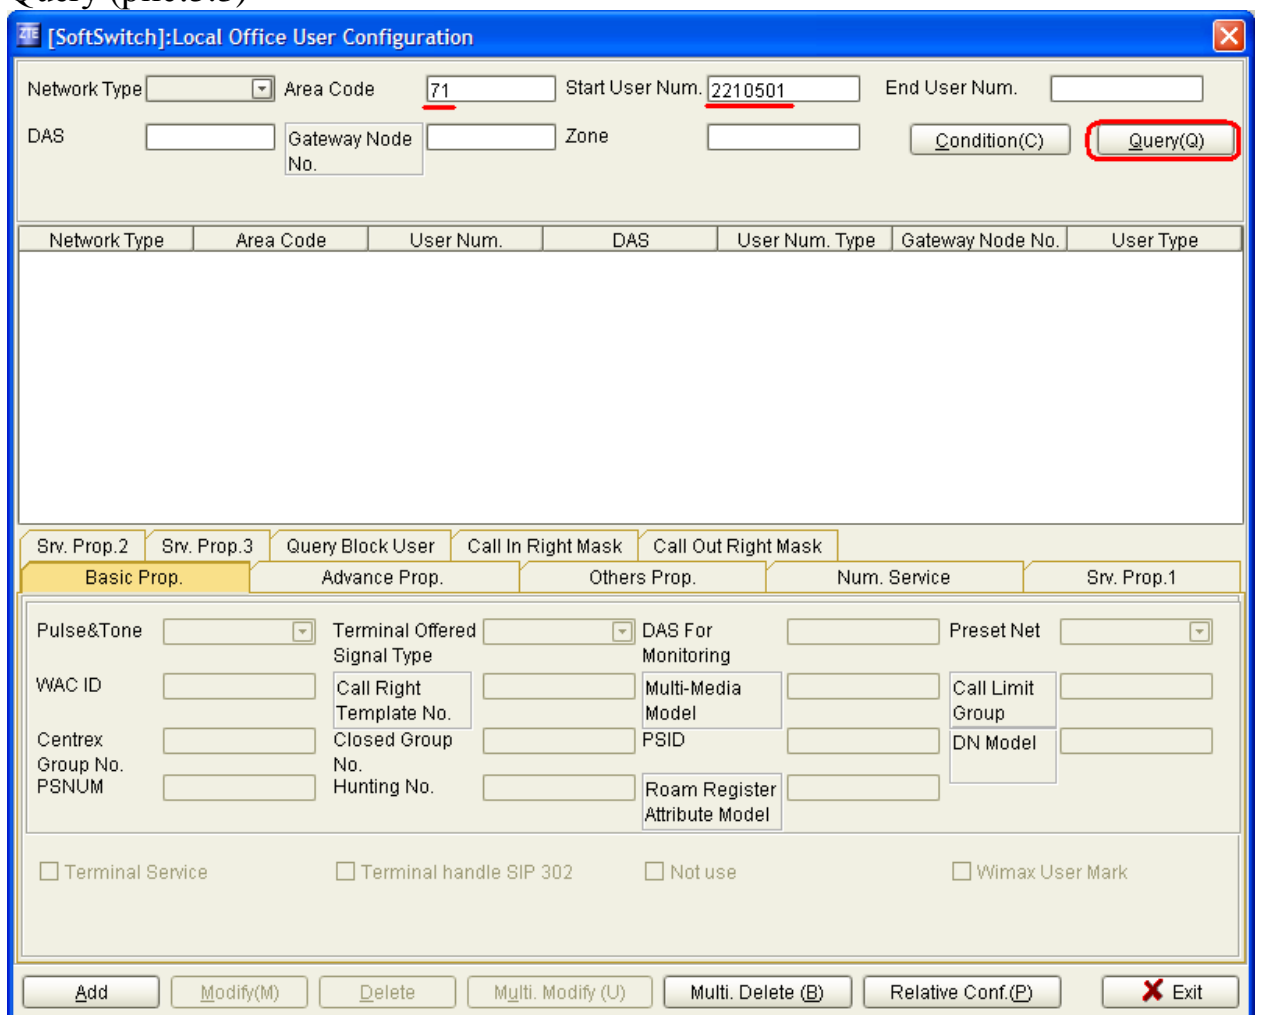 ZTE [SoftSwitch]:Local Office User Configuration
Network Type Area Code 71 Start User Num. 2210501 End User Num.
DAS Gateway Node No. Zone Condition(C) Query(Q)
Network Type Area Code User Num. DAS User Num. Type Gateway Node No. User Type
Srv. Prop.2 Srv. Prop.3 Query Block User Call In Right Mask Call Out Right Mask
Basic Prop. Advance Prop. Others Prop. Num. Service Srv. Prop.1
Pulse&Tone Terminal Offered Signal Type DAS For Monitoring Preset Net
WAC ID Call Right Template No. Multi-Media Model Call Limit Group
Centrex Group No. Closed Group No. PSID DN Model
PSNUM Hunting No. Roam Register Attribute Model
Terminal Service Terminal handle SIP 302 Not use Wimax User Mark
Add Modify(M) Delete Multi. Modify (U) Multi. Delete (B) Relative Conf.(P) Exit